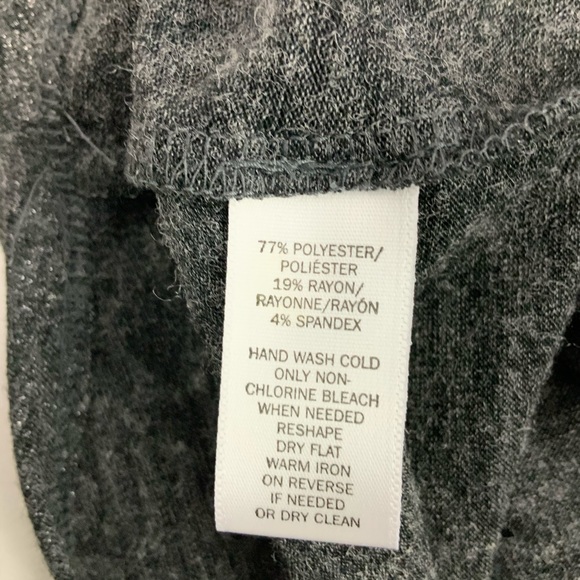 77% POLYESTER/
POLIÉSTER
19% RAYON/
RAYONNE/RAYÓN
4% SPANDEX
HAND WASH COLD
ONLY NON-
CHLORINE BLEACH
WHEN NEEDED
RESHAPE
DRY FLAT
WARM IRON
ON REVERSE
IF NEEDED
OR DRY CLEAN